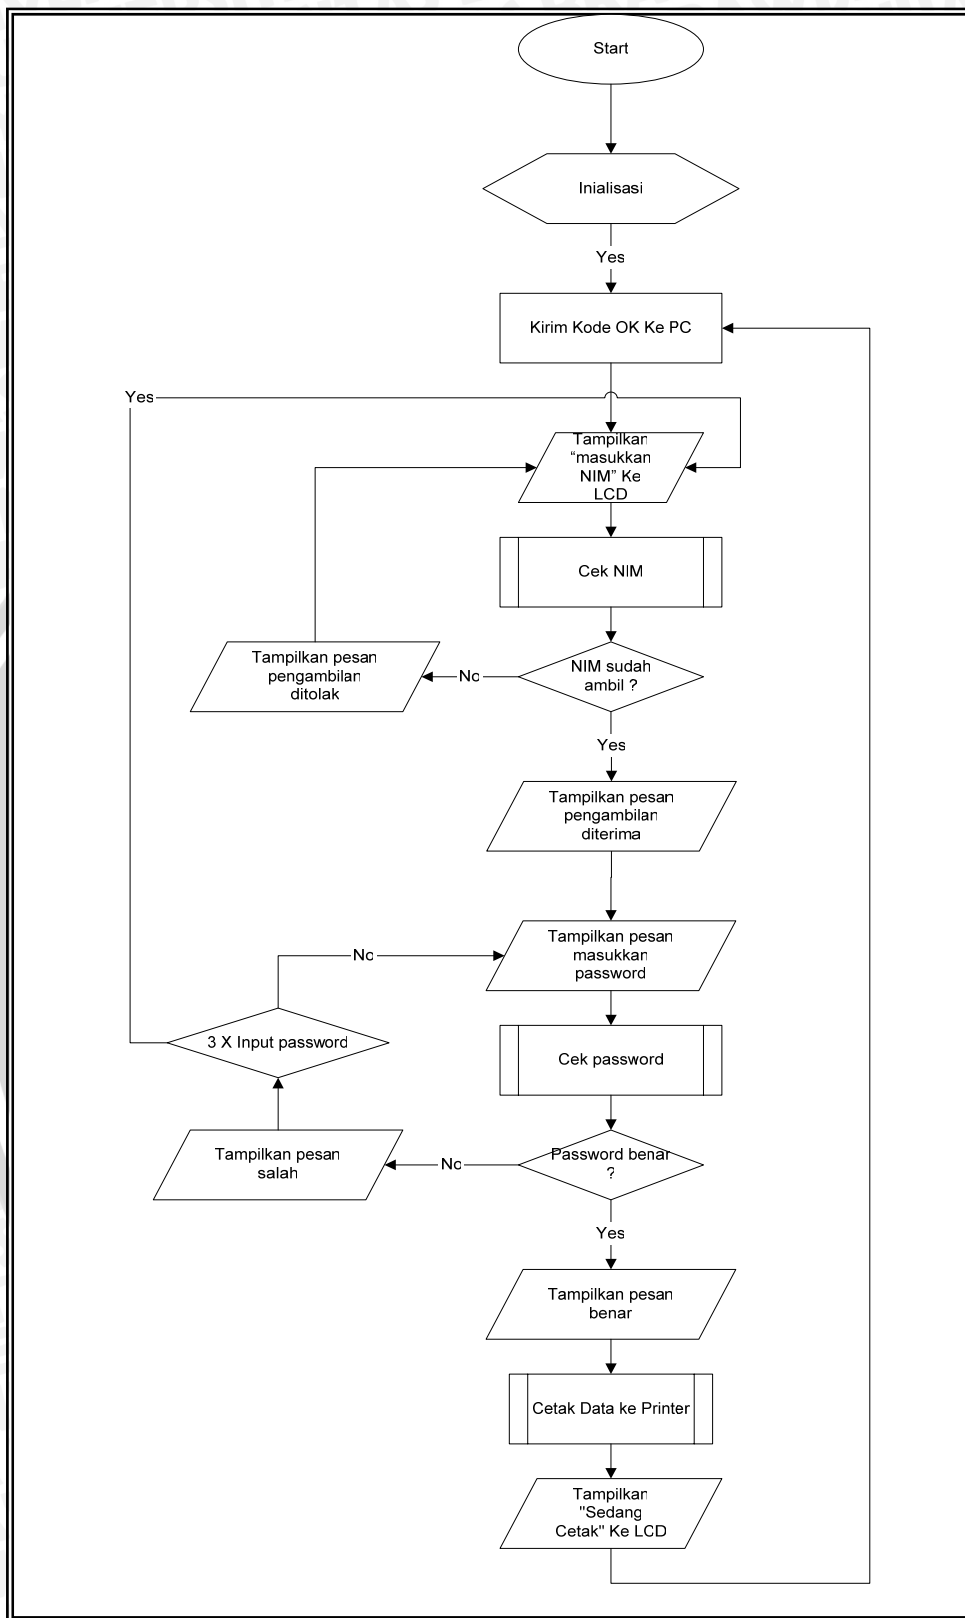 Start
Inialisasi
Yes
Kirim Kode OK Ke PC
Yes
Tampilkan
“masukkan
NIM” Ke
LCD
Cek NIM
NIM sudah
ambil ?
No
Tampilkan pesan
pengambilan
ditolak
Yes
Tampilkan pesan
pengambilan
diterima
Tampilkan pesan
masukkan
password
No
3 X Input password
Cek password
Password benar
?
No
Tampilkan pesan
salah
Yes
Tampilkan pesan
benar
Cetak Data ke Printer
Tampilkan
"Sedang
Cetak" Ke LCD